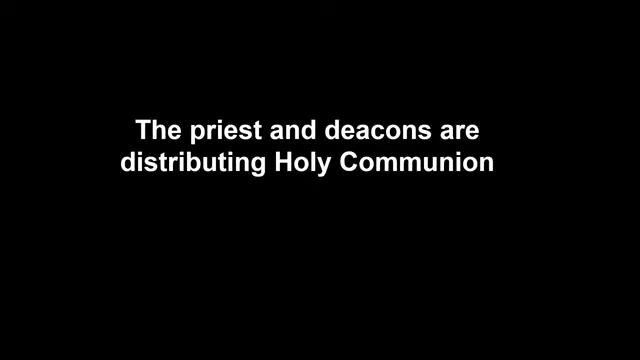 The priest and deacons are
distributing Holy Communion